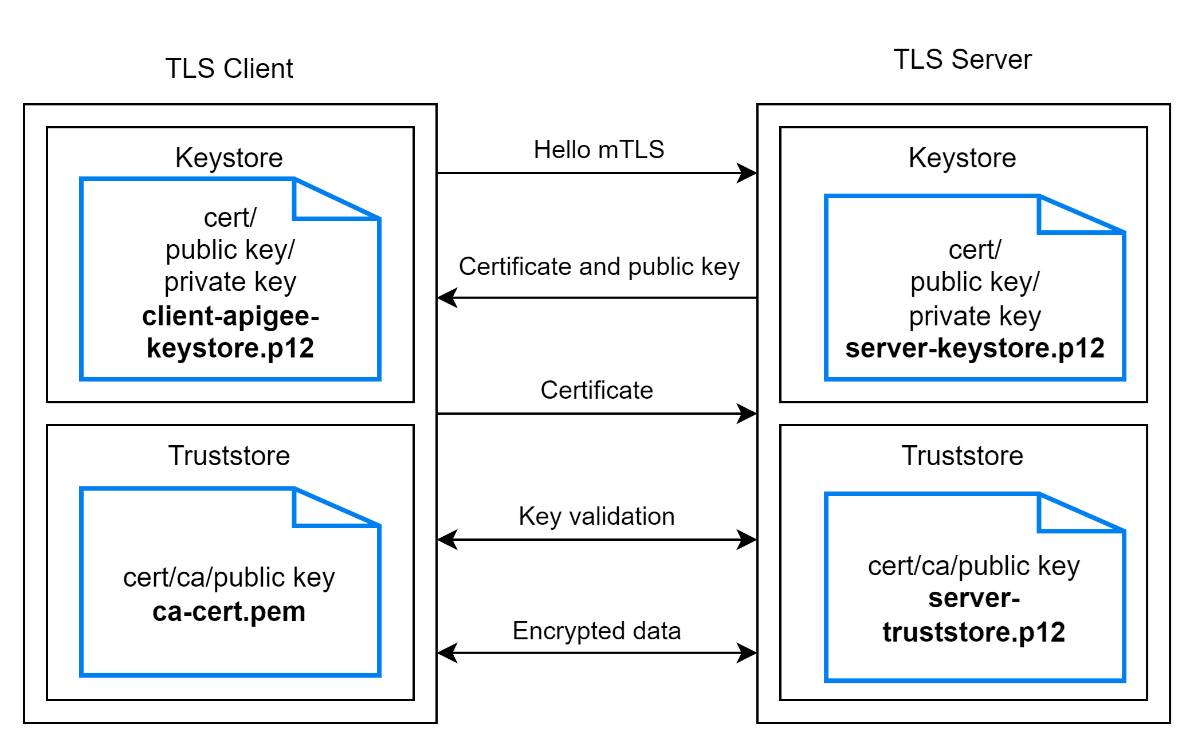 TLS Client
Keystore
cert/
public key/
private key
client-apigee-
keystore.p12
Truststore
cert/ca/public key
ca-cert.pem
Hello mTLS
Certificate and public key
Certificate
Key validation
Encrypted data
TLS Server
Keystore
cert/
public key/
private key
server-keystore.p12
Truststore
cert/ca/public key
server-
truststore.p12